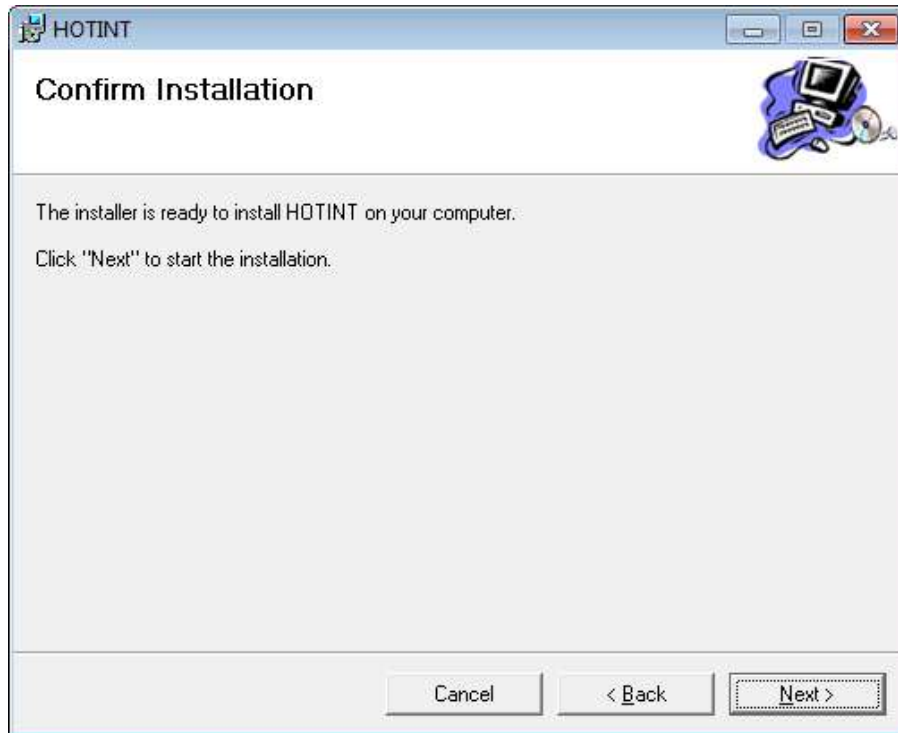 HOTINT
Confirm Installation
The installer is ready to install HOTINT on your computer.
Click "Next" to start the installation.
Cancel
< Back
Next >